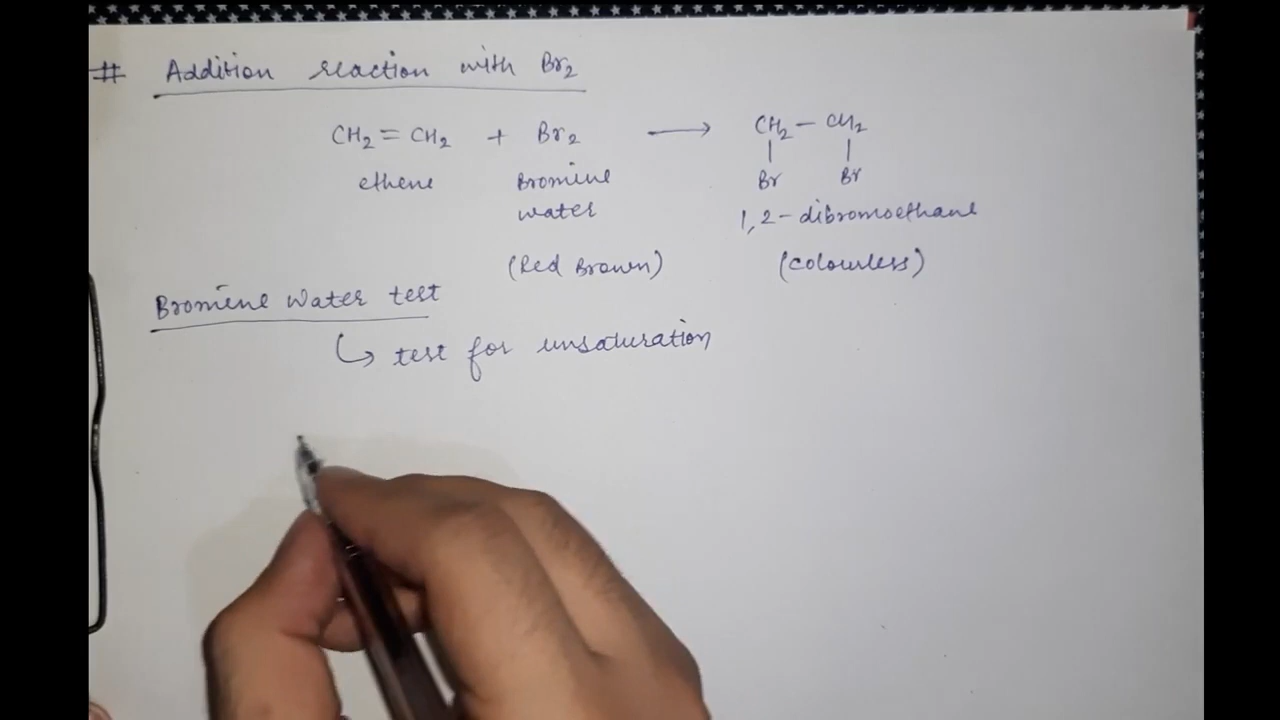 # Addition reaction with Br₂
CH₂ = CH₂ + Br₂ ⟶ CH₂ − CH₂
ethene Bromine Br Br
water 1,2-dibromoethane
(Red Brown) (colourless)
Bromine Water test
↳ test for unsaturation